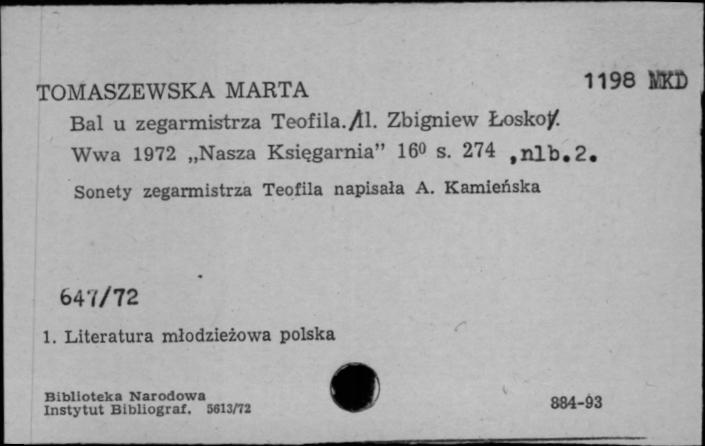 1198 MKD
TOMASZEWSKA MARTA
Bal u zegarmistrza Teofila./Il. Zbigniew Łoskot/.
Wwa 1972 „Nasza Księgarnia” 16⁰ s. 274 ,nlb.2.
Sonety zegarmistrza Teofila napisała A. Kamieńska
647/72
1. Literatura młodzieżowa polska
Biblioteka Narodowa
Instytut Bibliograf. 5613/72
884-93